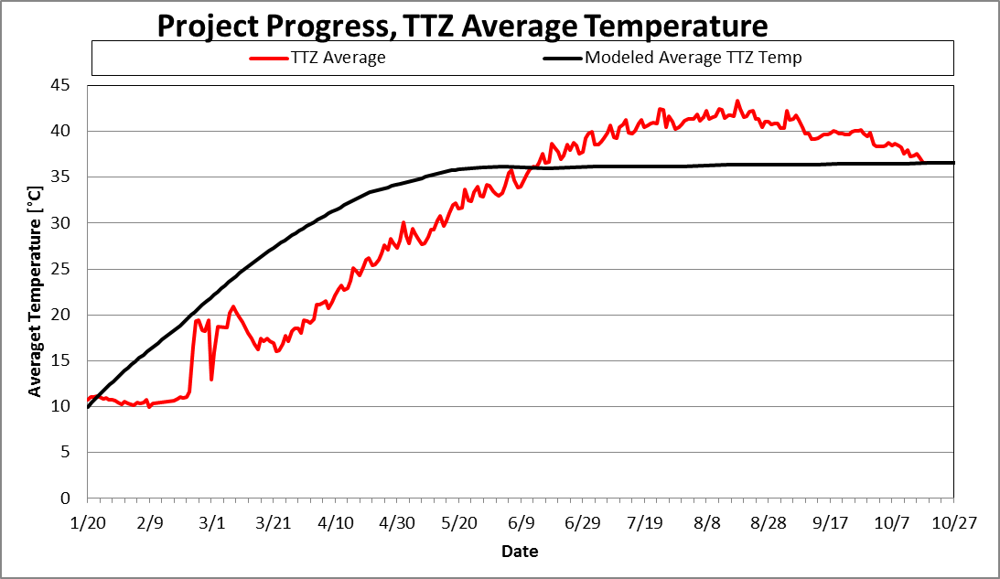 Project Progress, TTZ Average Temperature
TTZ Average
Modeled Average TTZ Temp
Averaget Temperature [°C]
45
40
35
30
25
20
15
10
5
0
1/20 2/9 3/1 3/21 4/10 4/30 5/20 6/9 6/29 7/19 8/8 8/28 9/17 10/7 10/27
Date